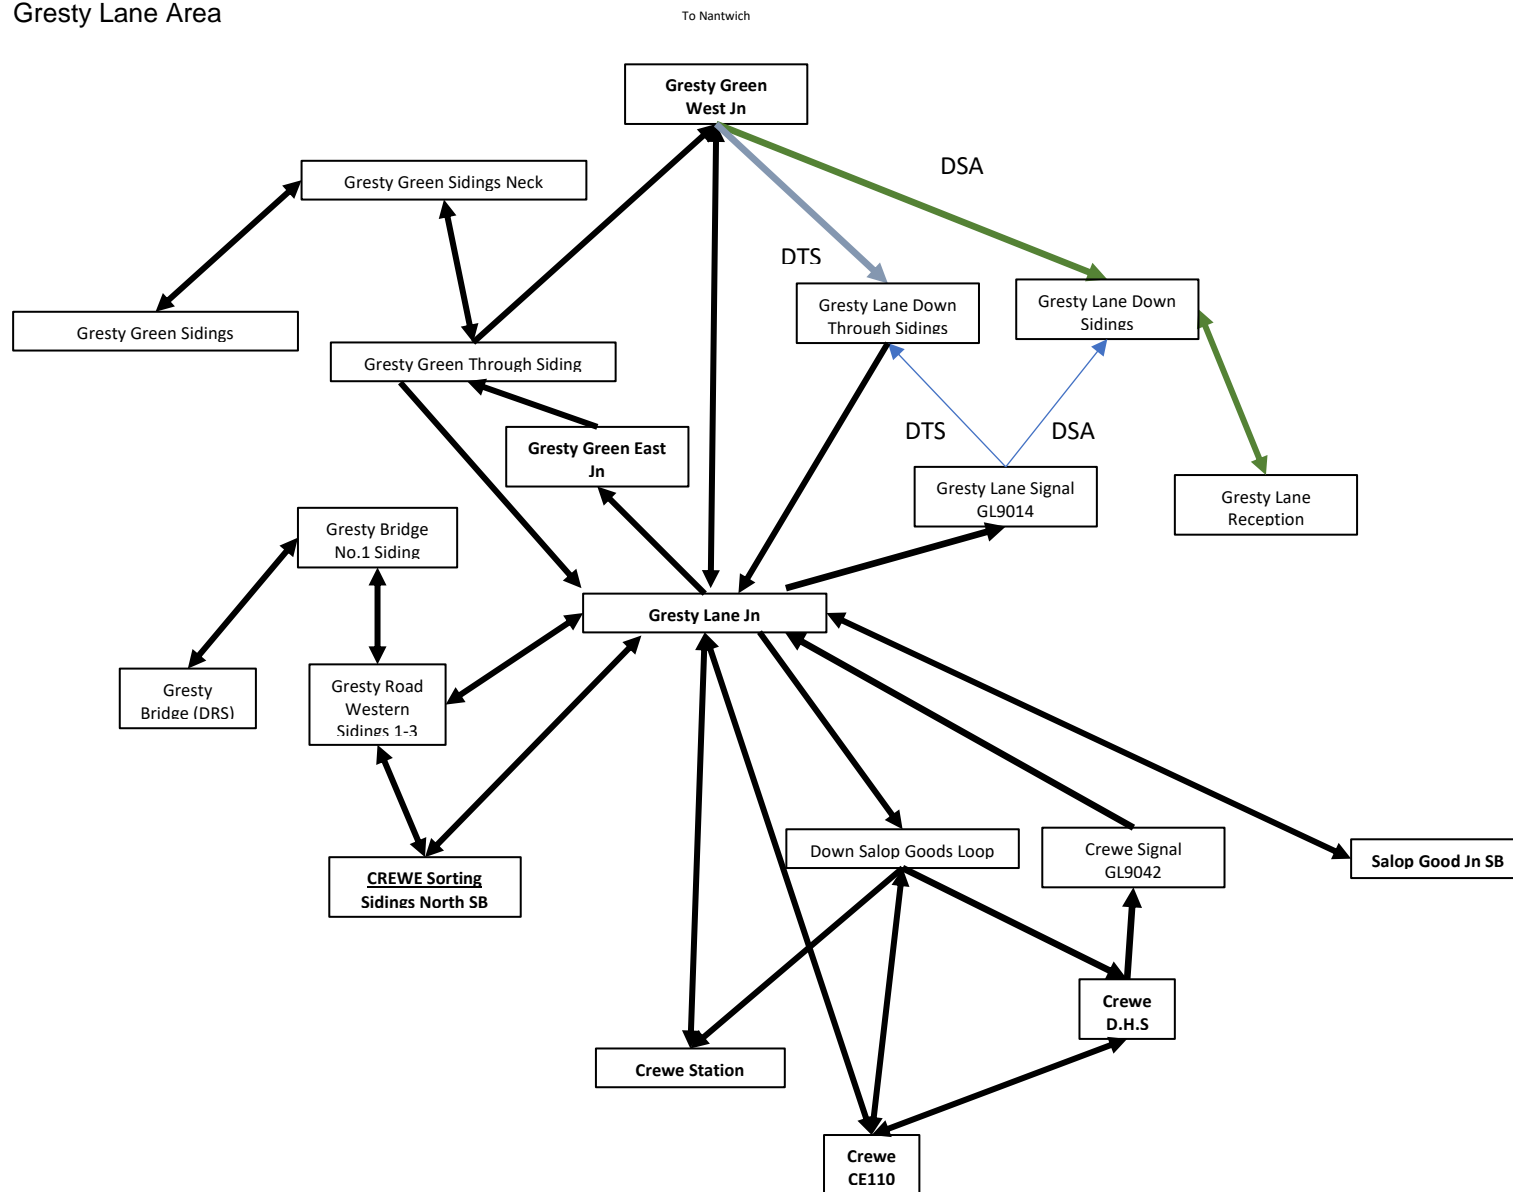 Gresty Lane Area
To Nantwich
Gresty Green
West Jn
DSA
Gresty Green Sidings Neck
DTS
Gresty Lane Down
Through Sidings
Gresty Lane Down
Sidings
Gresty Green Sidings
Gresty Green Through Siding
DTS
DSA
Gresty Green East
Jn
Gresty Lane Signal
GL9014
Gresty Lane
Reception
Gresty Bridge
No.1 Siding
Gresty Lane Jn
Gresty
Bridge (DRS)
Gresty Road
Western
Sidings 1-3
Down Salop Goods Loop
Crewe Signal
GL9042
Salop Good Jn SB
CREWE Sorting
Sidings North SB
Crewe
D.H.S
Crewe Station
Crewe
CE110